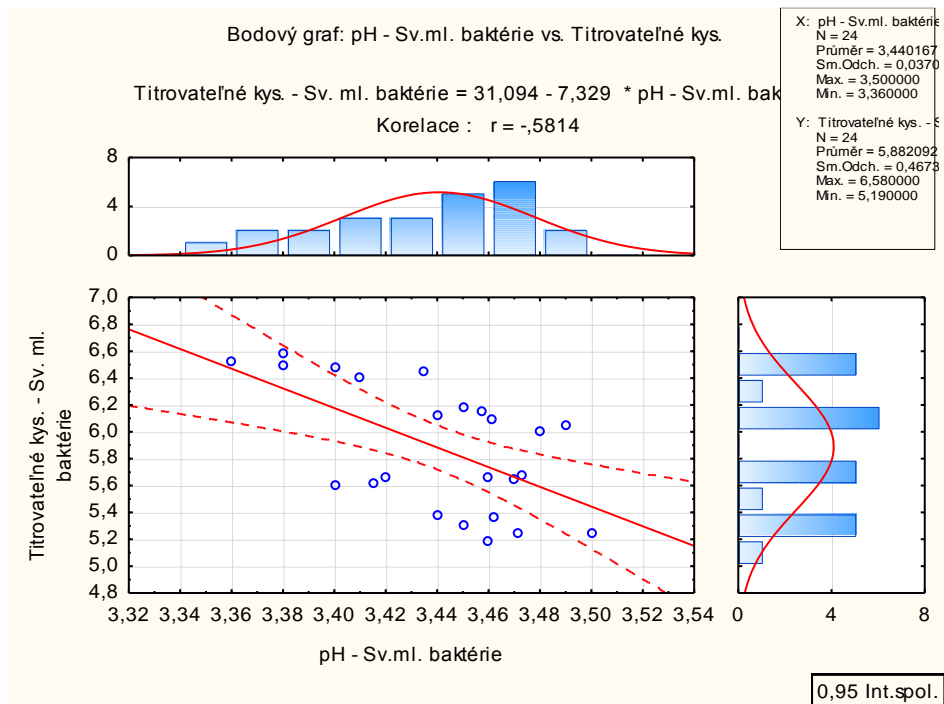 Bodový graf: pH - Sv.ml. baktérie vs. Titrovateľné kys.
Titrovateľné kys. - Sv. ml. baktérie = 31,094 - 7,329 * pH - Sv.ml. bak
Korelace : r = -,5814
X: pH - Sv.ml. baktérie
N = 24
Průměr = 3,440167
Sm.Odch. = 0,0370
Max. = 3,500000
Min. = 3,360000
Y: Titrovateľné kys. - S
N = 24
Průměr = 5,882092
Sm.Odch. = 0,4673
Max. = 6,580000
Min. = 5,190000
8
4
0
7,0
6,8
6,6
6,4
6,2
6,0
5,8
5,6
5,4
5,2
5,0
4,8
Titrovateľné kys. - Sv. ml.
baktérie
3,32 3,34 3,36 3,38 3,40 3,42 3,44 3,46 3,48 3,50 3,52 3,54
pH - Sv.ml. baktérie
0 4 8
0,95 Int.spol.